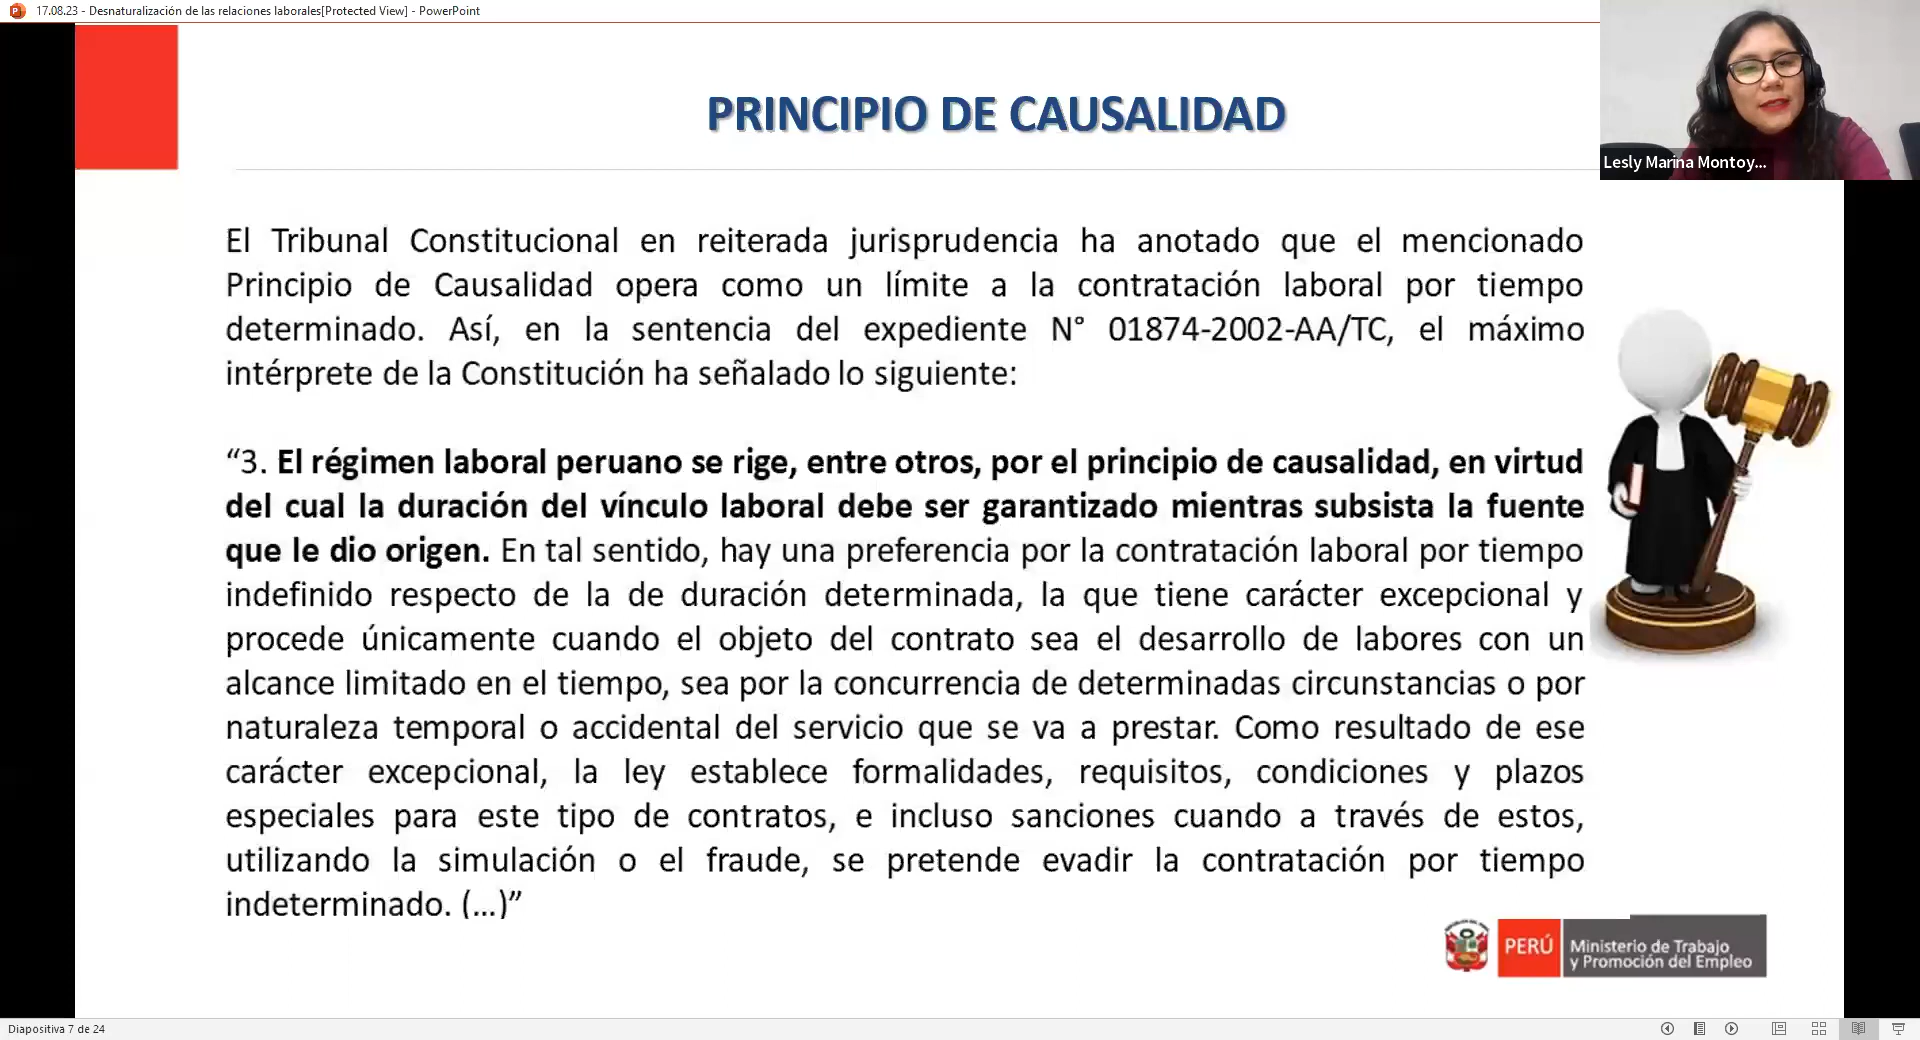 17.08.23 - Desnaturalización de las relaciones laborales[Protected View] - PowerPoint
PRINCIPIO DE CAUSALIDAD
Lesly Marina Montoy...
El Tribunal Constitucional en reiterada jurisprudencia ha anotado que el mencionado
Principio de Causalidad opera como un límite a la contratación laboral por tiempo
determinado. Así, en la sentencia del expediente N° 01874-2002-AA/TC, el máximo
intérprete de la Constitución ha señalado lo siguiente:
“3. El régimen laboral peruano se rige, entre otros, por el principio de causalidad, en virtud
del cual la duración del vínculo laboral debe ser garantizado mientras subsista la fuente
que le dio origen. En tal sentido, hay una preferencia por la contratación laboral por tiempo
indefinido respecto de la de duración determinada, la que tiene carácter excepcional y
procede únicamente cuando el objeto del contrato sea el desarrollo de labores con un
alcance limitado en el tiempo, sea por la concurrencia de determinadas circunstancias o por
naturaleza temporal o accidental del servicio que se va a prestar. Como resultado de ese
carácter excepcional, la ley establece formalidades, requisitos, condiciones y plazos
especiales para este tipo de contratos, e incluso sanciones cuando a través de estos,
utilizando la simulación o el fraude, se pretende evadir la contratación por tiempo
indeterminado. (...)”
PERÚ
Ministerio de Trabajo
y Promoción del Empleo
Diapositiva 7 de 24